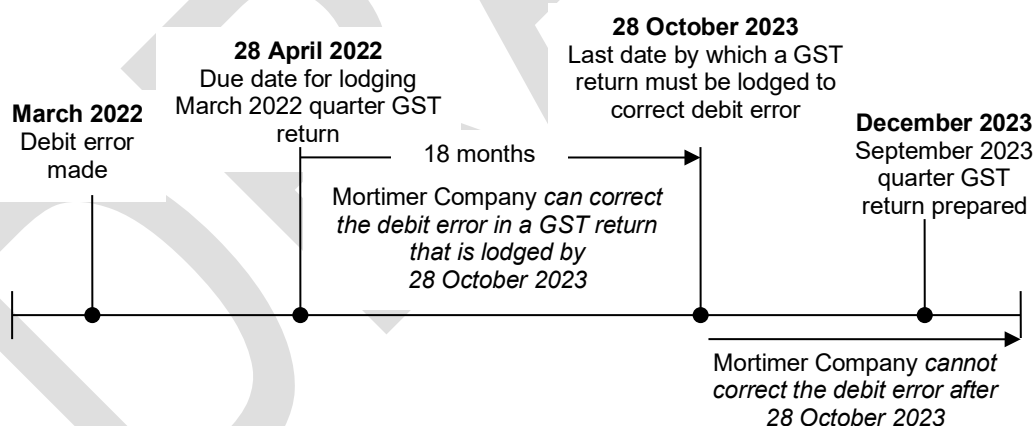 March 2022
Debit error
made
28 April 2022
Due date for lodging
March 2022 quarter GST
return
28 October 2023
Last date by which a GST
return must be lodged to
correct debit error
December 2023
September 2023
quarter GST
return prepared
18 months
Mortimer Company can correct
the debit error in a GST return
that is lodged by
28 October 2023
Mortimer Company cannot
correct the debit error after
28 October 2023